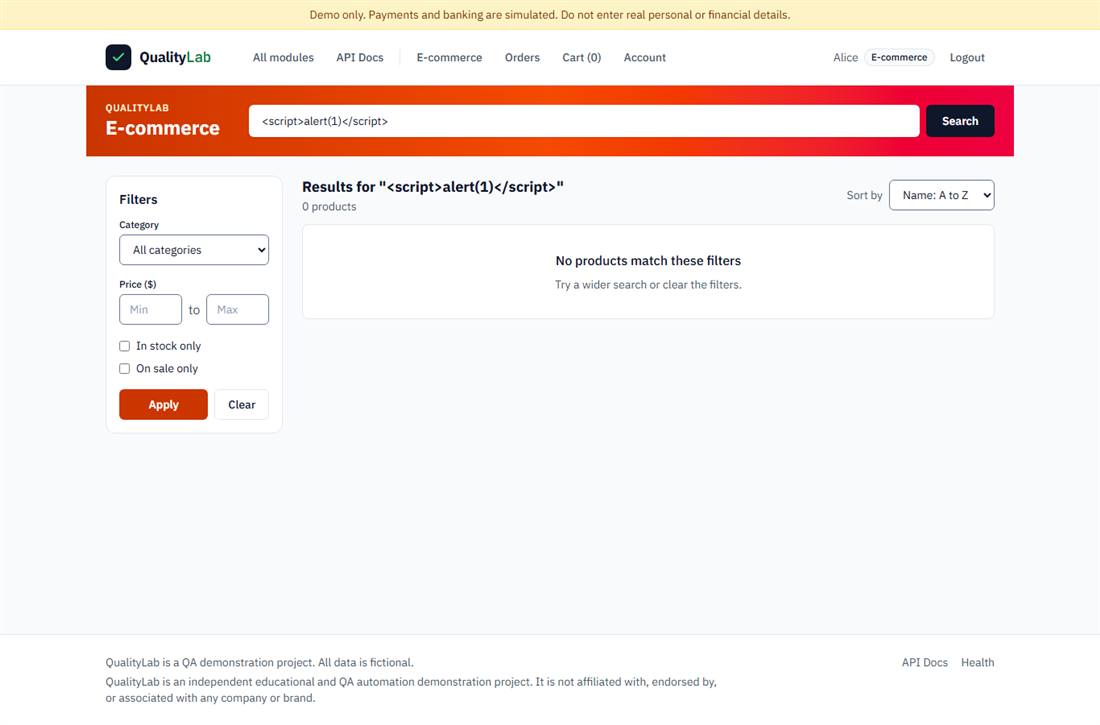 Demo only. Payments and banking are simulated. Do not enter real personal or financial details.
QualityLab
All modules
API Docs
E-commerce
Orders
Cart (0)
Account
Alice
E-commerce
Logout
QUALITYLAB
E-commerce
<script>alert(1)</script>
Search
Filters
Category
All categories
Price ($)
Min
to
Max
In stock only
On sale only
Apply
Clear
Results for "<script>alert(1)</script>"
0 products
Sort by
Name: A to Z
No products match these filters
Try a wider search or clear the filters.
QualityLab is a QA demonstration project. All data is fictional.
QualityLab is an independent educational and QA automation demonstration project. It is not affiliated with, endorsed by,
or associated with any company or brand.
API Docs
Health